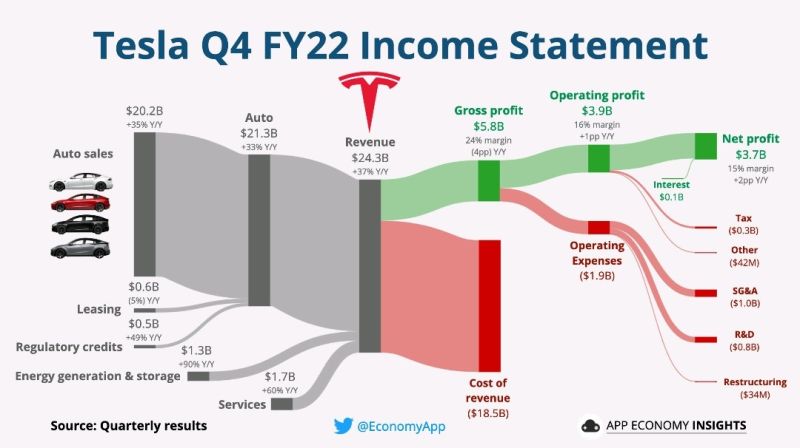 Tesla Q4 FY22 Income Statement
$20.2B
+35% Y/Y
Auto sales
Auto
$21.3B
+33% Y/Y
Revenue
$24.3B
+37% Y/Y
Gross profit
$5.8B
24% margin
(4pp) Y/Y
Operating profit
$3.9B
16% margin
+1pp Y/Y
Net profit
$3.7B
15% margin
+2pp Y/Y
Interest
$0.1B
Tax
($0.3B)
Other
($42M)
Operating
Expenses
($1.9B)
SG&A
($1.0B)
R&D
($0.8B)
Restructuring
($34M)
$0.6B
(5%) Y/Y
Leasing
$0.5B
+49% Y/Y
Regulatory credits
$1.3B
+90% Y/Y
Energy generation & storage
$1.7B
+60% Y/Y
Services
Cost of
revenue
($18.5B)
Source: Quarterly results
@EconomyApp
APP ECONOMY INSIGHTS